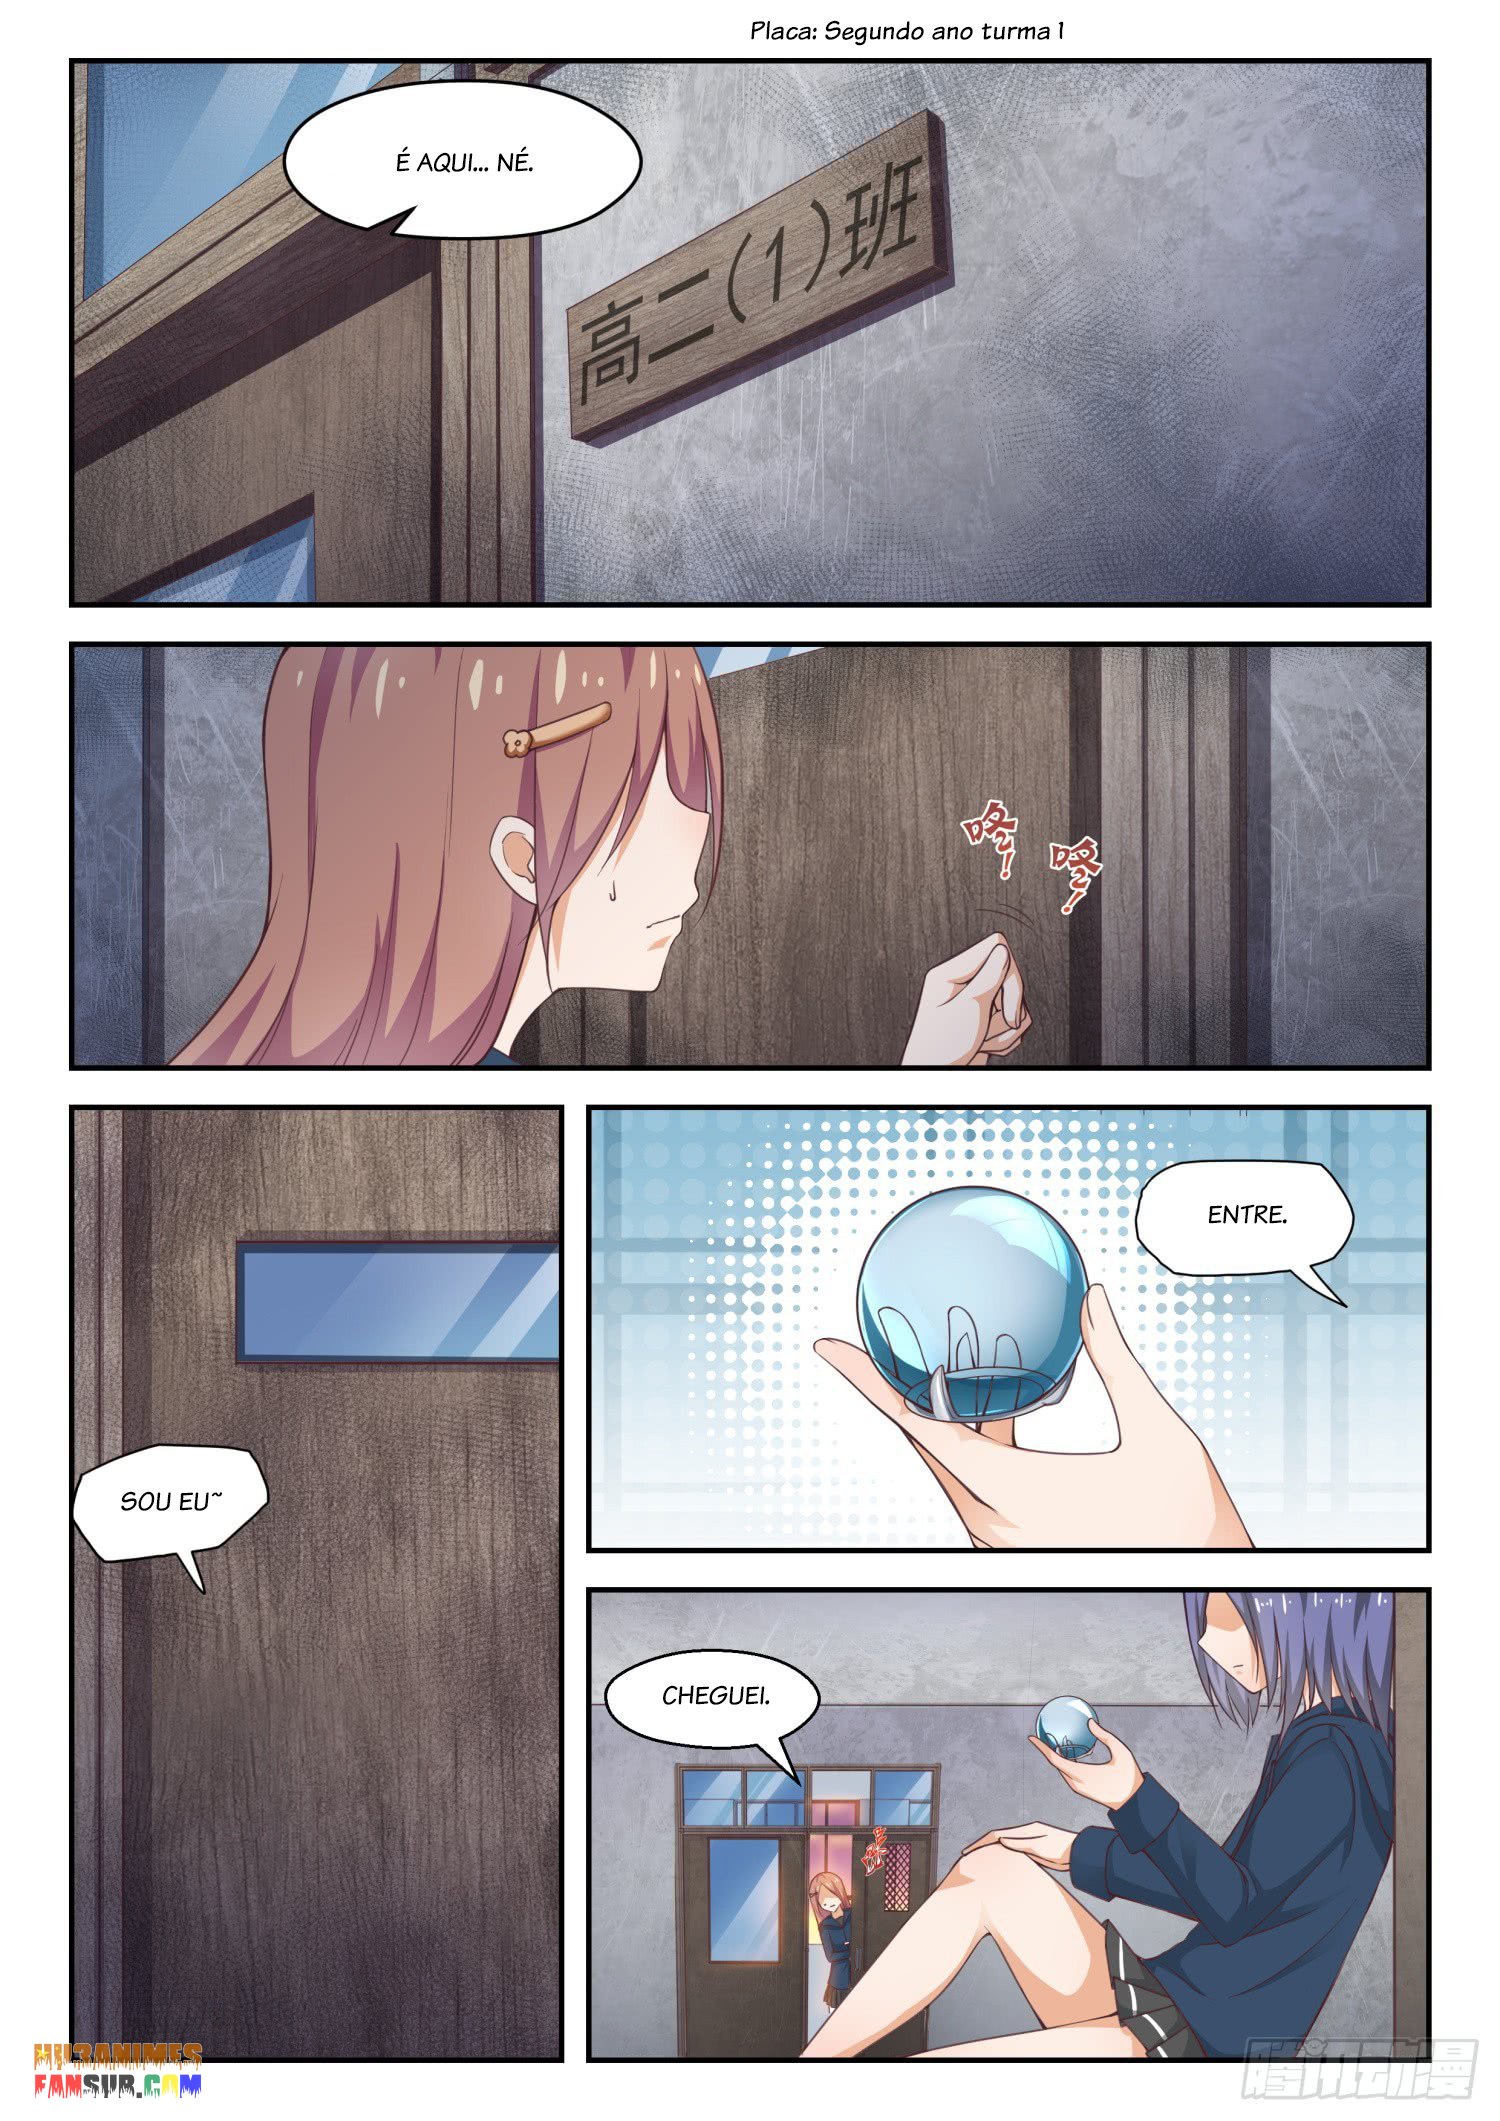 Placa: Segundo ano turma 1
É AQUI... NÉ.
高二(1)班
咚!
咚!
SOU EU~
ENTRE.
CHEGUEI.
HU3ANIMES
FANSUB.COM
腾讯动漫